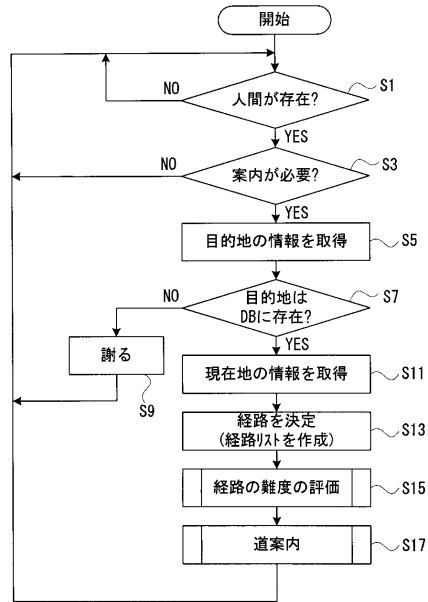 開始
人間が存在?
S1
NO
YES
案内が必要?
S3
NO
YES
目的地の情報を取得
S5
目的地は
DBに存在?
S7
NO
YES
謝る
S9
現在地の情報を取得
S11
経路を決定
(経路リストを作成)
S13
経路の難度の評価
S15
道案内
S17